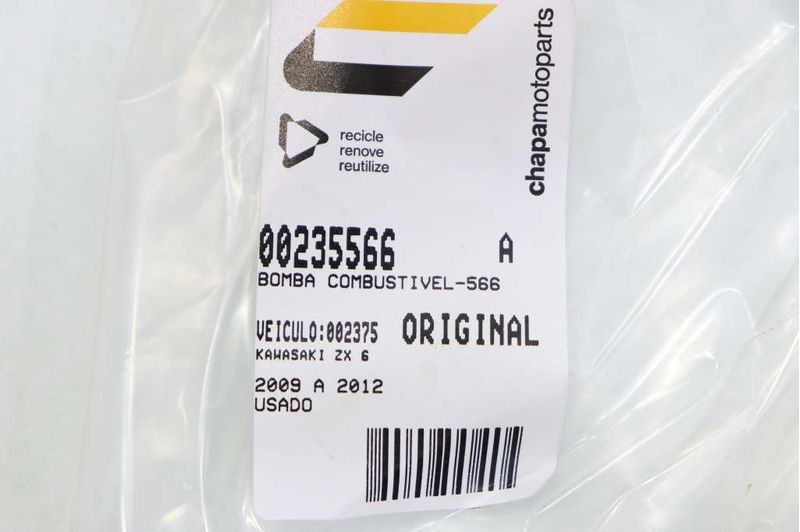 chapamotoparts
recicle
renove
reutilize
00235566 A
BOMBA COMBUSTIVEL-566
VEICULO:002375 ORIGINAL
KAWASAKI ZX 6
2009 A 2012
USADO